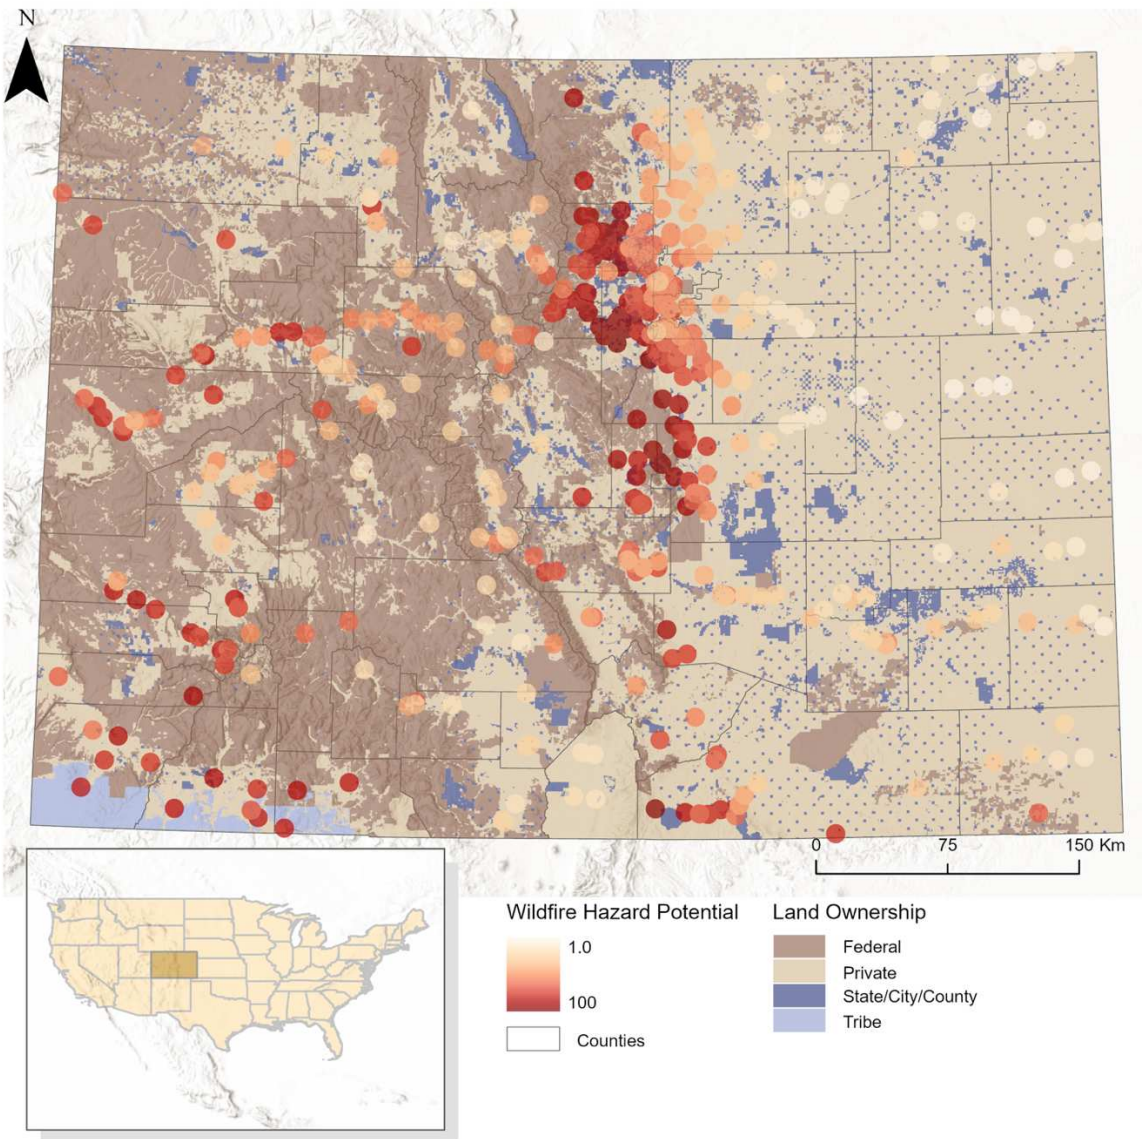 N
0 75 150 Km
Wildfire Hazard Potential
1.0
100
Counties
Land Ownership
Federal
Private
State/City/County
Tribe